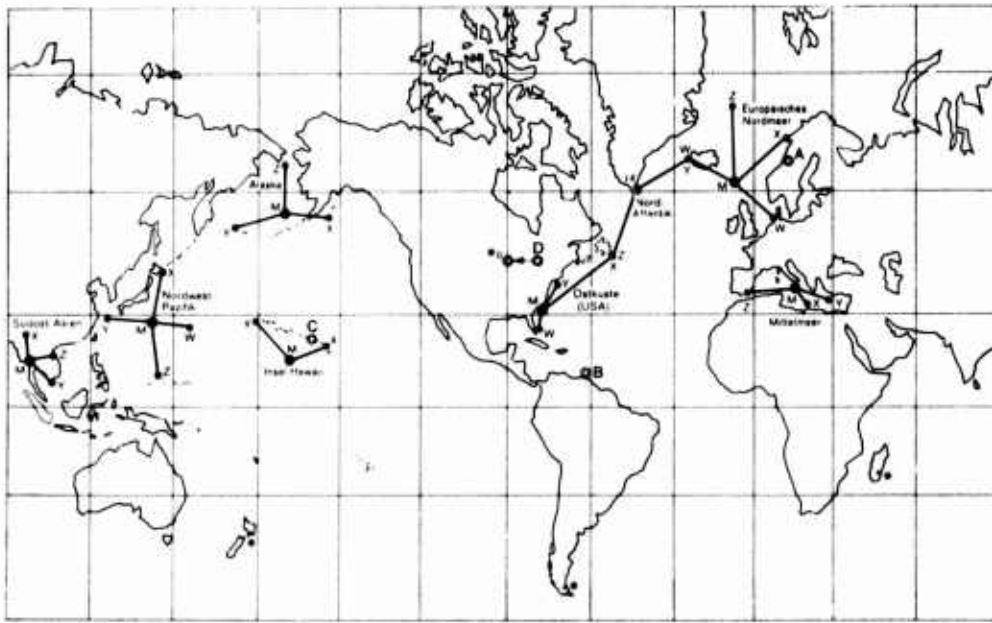 Z
Europäisches
Nordmeer
X
A
W
Y
M
Z
Alaska
M
X
X
Nord
Atlantik
W
D
Z
X
X
Nordwest
Pazifik
Y
M
W
Z
Südost Asien
X
Z
M
Y
C
X
M
Insel Hawaii
Y
M
Ostküste
(USA)
W
B
X
Z
M
X
Y
Mittelmeer